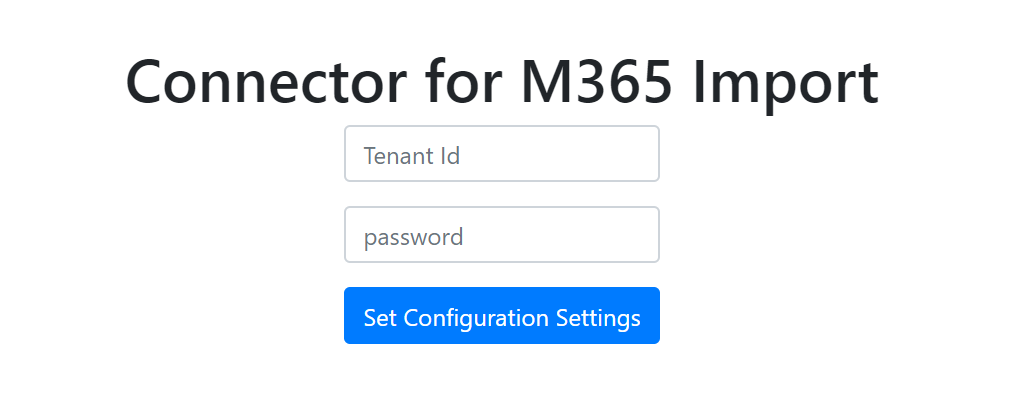 Connector for M365 Import
Tenant Id
password
Set Configuration Settings